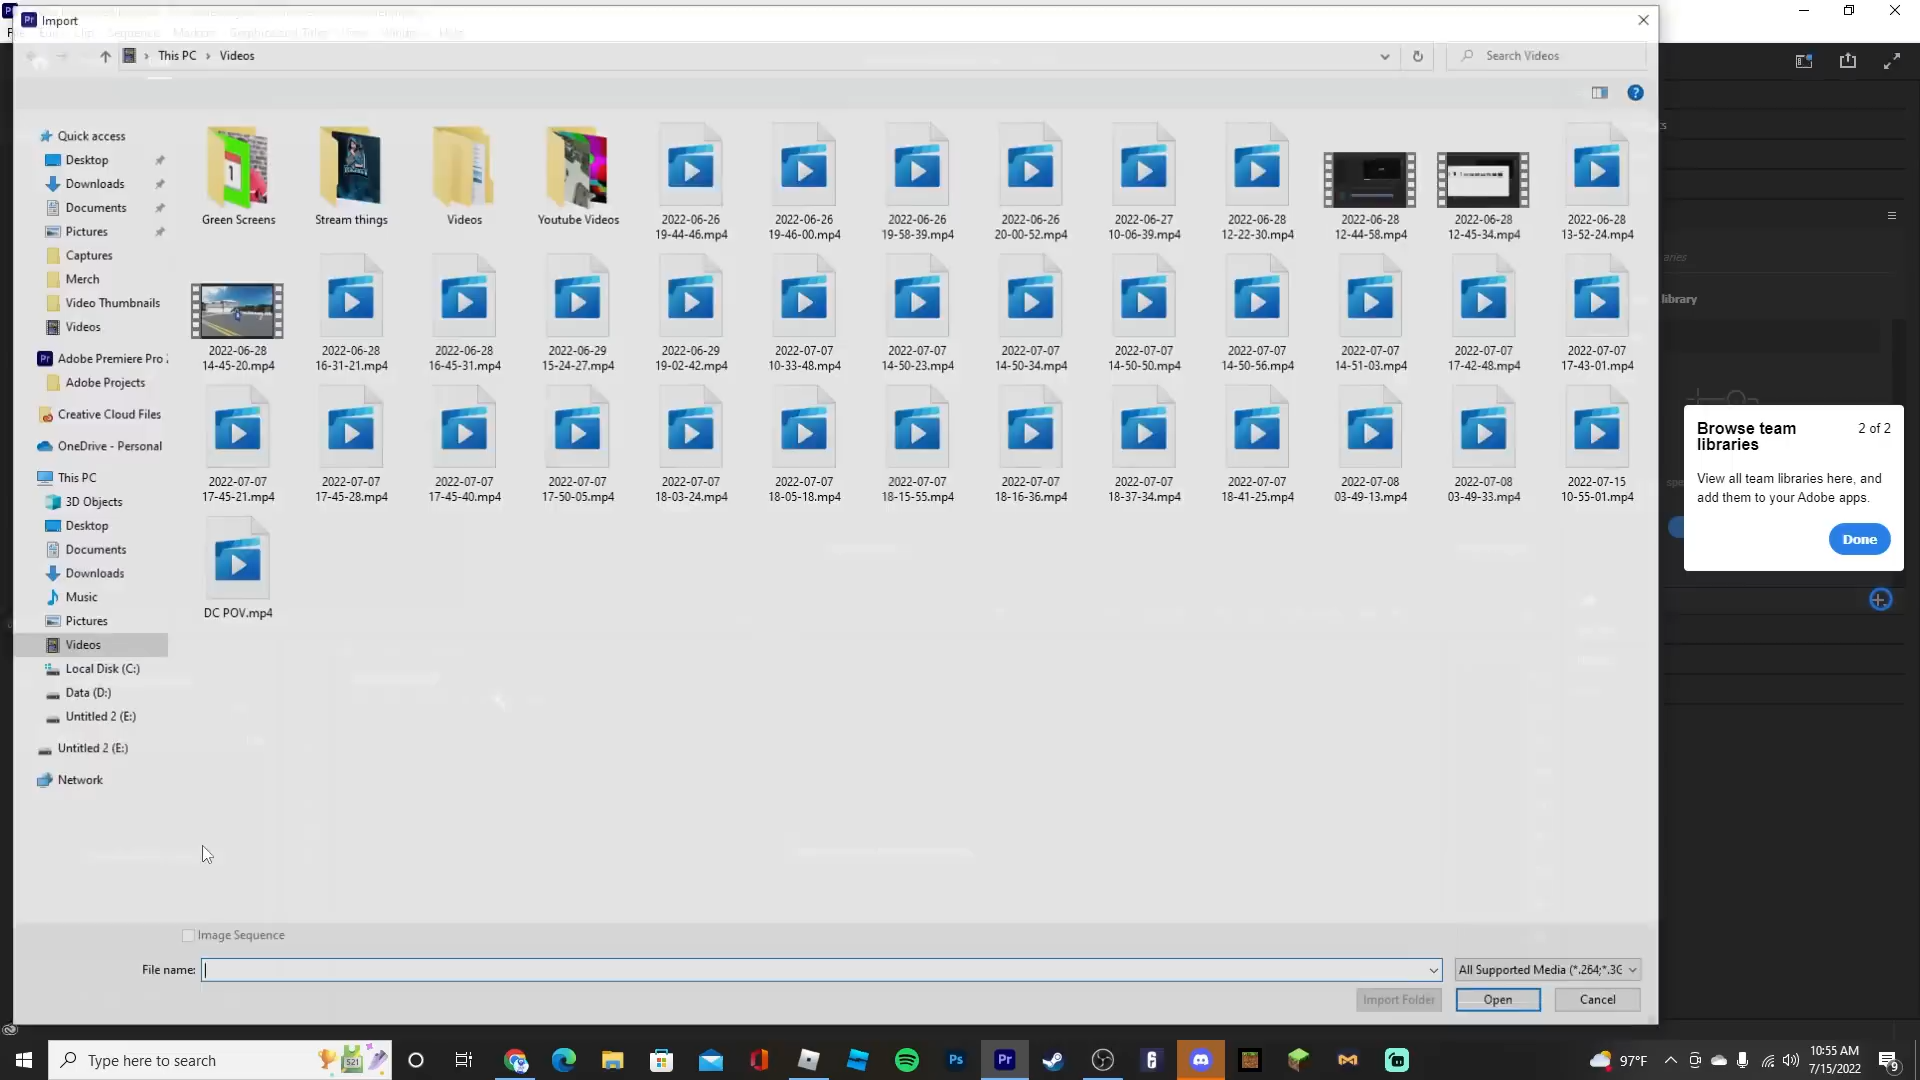 Import
This PC
Videos
Search Videos
Quick access
Desktop
Downloads
Documents
Pictures
Captures
Merch
Video Thumbnails
Videos
Adobe Premiere Pro
Adobe Projects
Creative Cloud Files
OneDrive - Personal
This PC
3D Objects
Desktop
Documents
Downloads
Music
Pictures
Videos
Local Disk (C:)
Data (D:)
Untitled 2 (E:)
Untitled 2 (E:)
Network
Green Screens
Stream things
Videos
Youtube Videos
2022-06-26
19-44-46.mp4
2022-06-26
19-46-00.mp4
2022-06-26
19-58-39.mp4
2022-06-26
20-00-52.mp4
2022-06-27
10-06-39.mp4
2022-06-28
12-22-30.mp4
2022-06-28
12-44-58.mp4
2022-06-28
12-45-34.mp4
2022-06-28
13-52-24.mp4
2022-06-28
14-45-20.mp4
2022-06-28
16-31-21.mp4
2022-06-28
16-45-31.mp4
2022-06-29
15-24-27.mp4
2022-06-29
19-02-42.mp4
2022-07-07
10-33-48.mp4
2022-07-07
14-50-23.mp4
2022-07-07
14-50-34.mp4
2022-07-07
14-50-50.mp4
2022-07-07
14-50-56.mp4
2022-07-07
14-51-03.mp4
2022-07-07
17-42-48.mp4
2022-07-07
17-43-01.mp4
2022-07-07
17-45-21.mp4
2022-07-07
17-45-28.mp4
2022-07-07
17-45-40.mp4
2022-07-07
17-50-05.mp4
2022-07-07
18-03-24.mp4
2022-07-07
18-05-18.mp4
2022-07-07
18-15-55.mp4
2022-07-07
18-16-36.mp4
2022-07-07
18-37-34.mp4
2022-07-07
18-41-25.mp4
2022-07-08
03-49-13.mp4
2022-07-08
03-49-33.mp4
2022-07-15
10-55-01.mp4
DC POV.mp4
library
Browse team
libraries
2 of 2
View all team libraries here, and
add them to your Adobe apps.
Done
Image Sequence
File name:
All Supported Media (*.264;*.3G
Import Folder
Open
Cancel
Type here to search
97°F
10:55 AM
7/15/2022
9